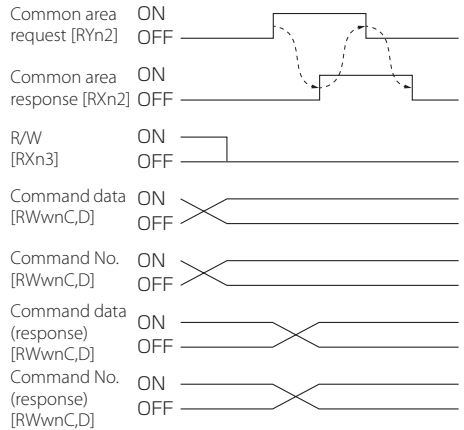 Common area ON
request [RYn2] OFF
Common area ON
response [RXn2] OFF
R/W ON
[RXn3] OFF
Command data ON
[RWwnC,D] OFF
Command No. ON
[RWwnC,D] OFF
Command data
(response) ON
[RWwnC,D] OFF
Command No. ON
(response) OFF
[RWwnC,D]